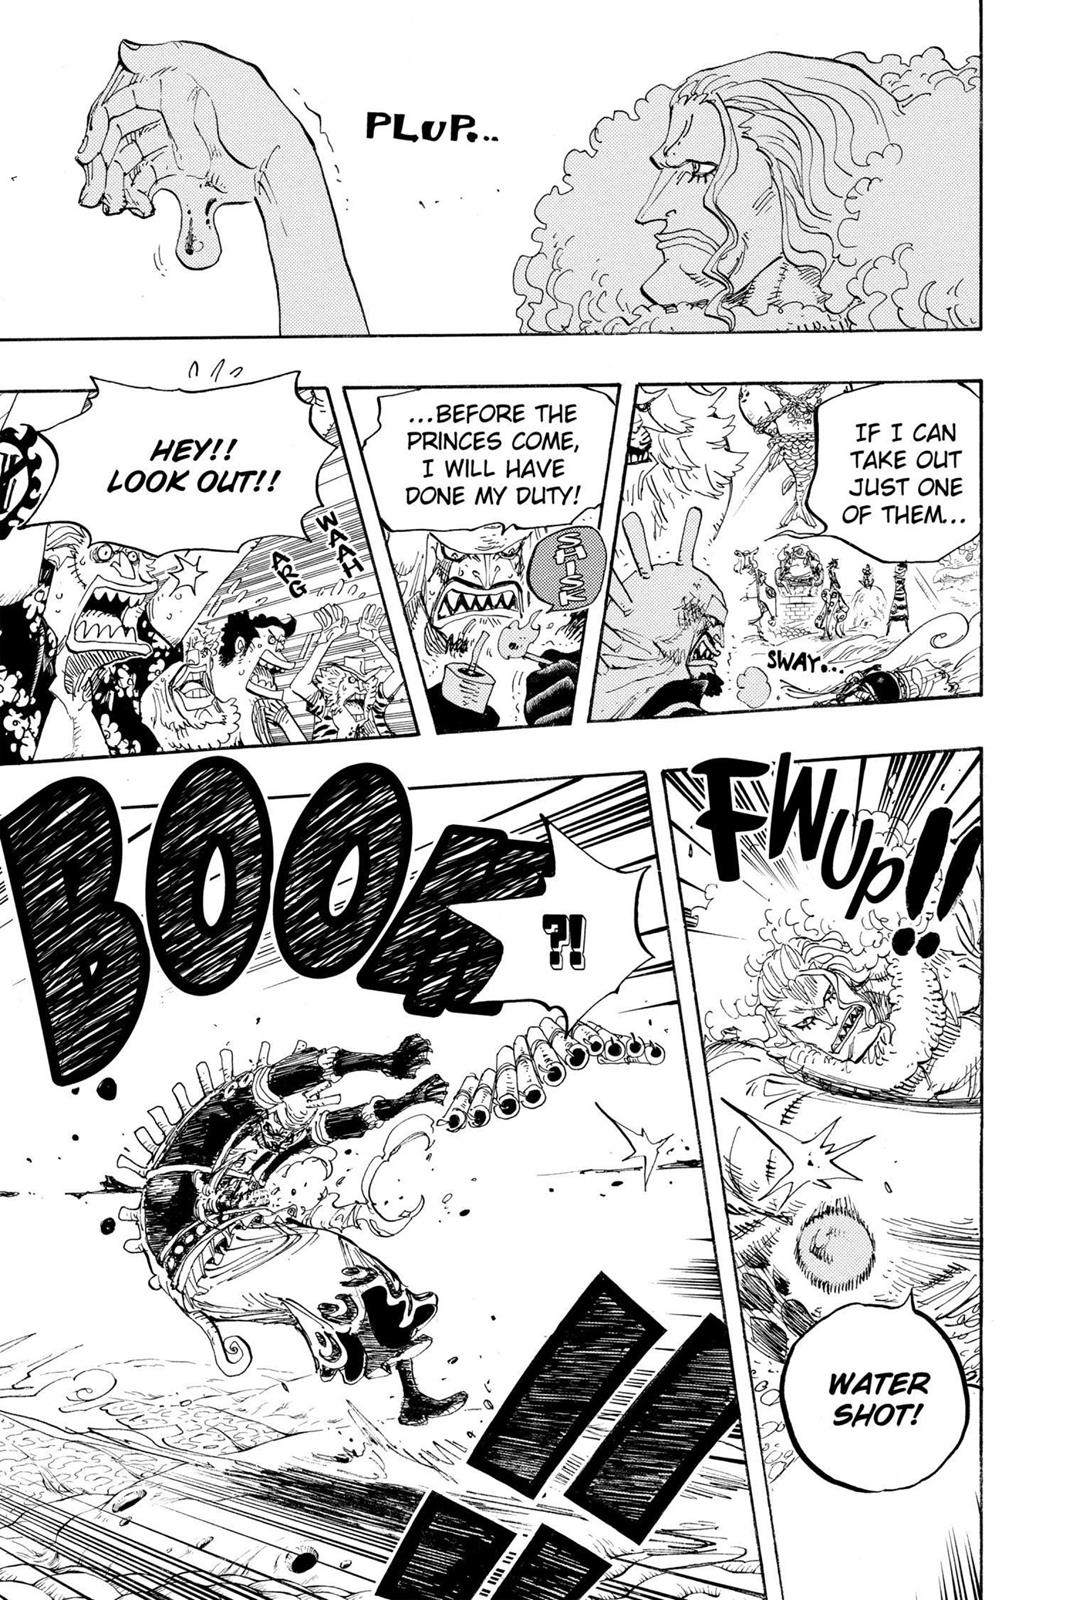 PLUP...
IF I CAN
TAKE OUT
JUST ONE
OF THEM...
SWAY...
...BEFORE THE
PRINCES COME,
I WILL HAVE
DONE MY DUTY!
SHISK
HEY!!
LOOK OUT!!
WAAH
ARG
FWUP!!
WATER
SHOT!
?!
BOOM!!